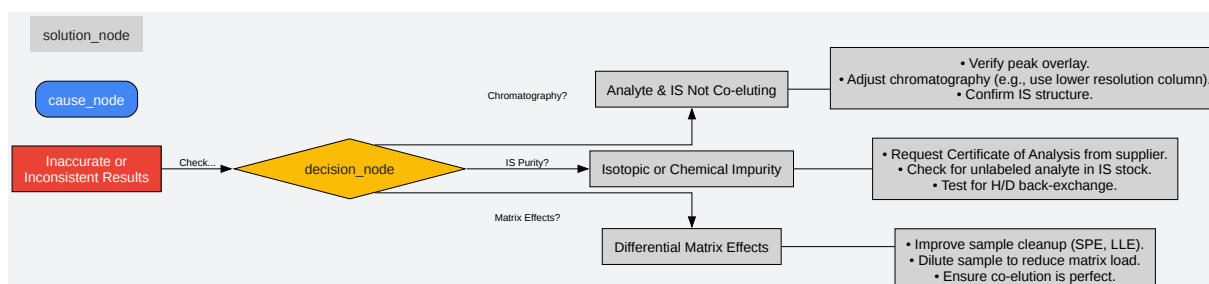 solution_node
cause_node
Inaccurate or
Inconsistent Results
Check...
decision_node
Chromatography?
Analyte & IS Not Co-eluting
• Verify peak overlay.
• Adjust chromatography (e.g., use lower resolution column).
• Confirm IS structure.
IS Purity?
Isotopic or Chemical Impurity
• Request Certificate of Analysis from supplier.
• Check for unlabeled analyte in IS stock.
• Test for H/D back-exchange.
Matrix Effects?
Differential Matrix Effects
• Improve sample cleanup (SPE, LLE).
• Dilute sample to reduce matrix load.
• Ensure co-elution is perfect.